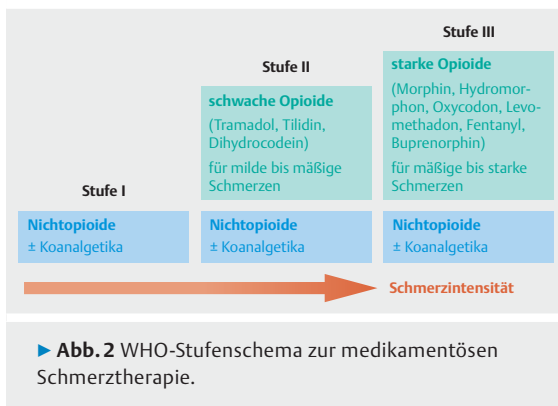 Stufe III
Stufe II
starke Opioide
(Morphin, Hydromor-
phon, Oxycodon, Levo-
methadon, Fentanyl,
Buprenorphin)
für mäßige bis starke
Schmerzen
schwache Opioide
(Tramadol, Tilidin,
Dihydrocodein)
für milde bis mäßige
Schmerzen
Stufe I
Nichtopioide
± Koanalgetika
Nichtopioide
± Koanalgetika
Nichtopioide
± Koanalgetika
Schmerzintensität
► Abb. 2 WHO-Stufenschema zur medikamentösen
Schmerztherapie.